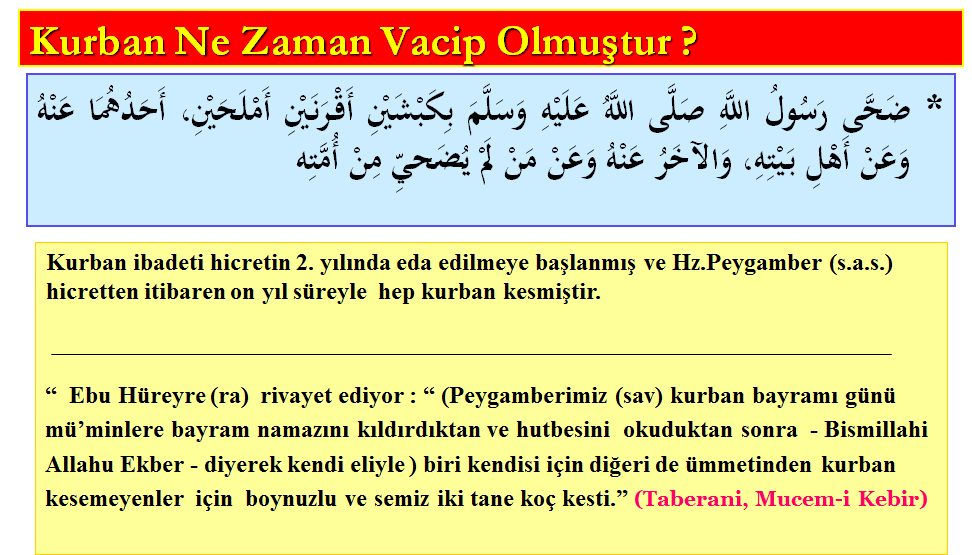 Kurban Ne Zaman Vacip Olmuştur ?
* ضَحَّى رَسُولُ اللَّهِ صَلَّى اللَّهُ عَلَيْهِ وَسَلَّمَ بِكَبْشَيْنِ أَقْرَنَيْنِ أَمْلَحَيْنِ، أَحَدُهُمَا عَنْهُ
وَعَنْ أَهْلِ بَيْتِهِ، وَالآخَرُ عَنْهُ وَعَنْ مَنْ لَمْ يُضَحِيِّ مِنْ أُمَّتِه
Kurban ibadeti hicretin 2. yılında eda edilmeye başlanmış ve Hz.Peygamber (s.a.s.)
hicretten itibaren on yıl süreyle hep kurban kesmiştir.
“ Ebu Hüreyre (ra) rivayet ediyor : “ (Peygamberimiz (sav) kurban bayramı günü
mü’minlere bayram namazını kıldırdıktan ve hutbesini okuduktan sonra - Bismillahi
Allahu Ekber - diyerek kendi eliyle ) biri kendisi için diğeri de ümmetinden kurban
kesemeyenler için boynuzlu ve semiz iki tane koç kesti.” (Taberani, Mucem-i Kebir)